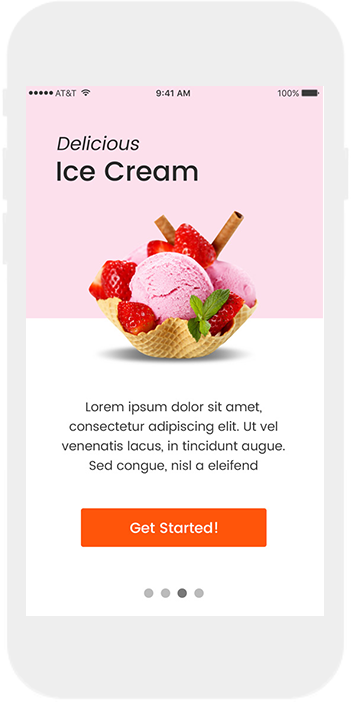 AT&T 9:41 AM 100%
Delicious
Ice Cream
Lorem ipsum dolor sit amet,
consectetur adipiscing elit. Ut vel
venenatis lacus, in tincidunt augue.
Sed congue, nisl a eleifend
Get Started!